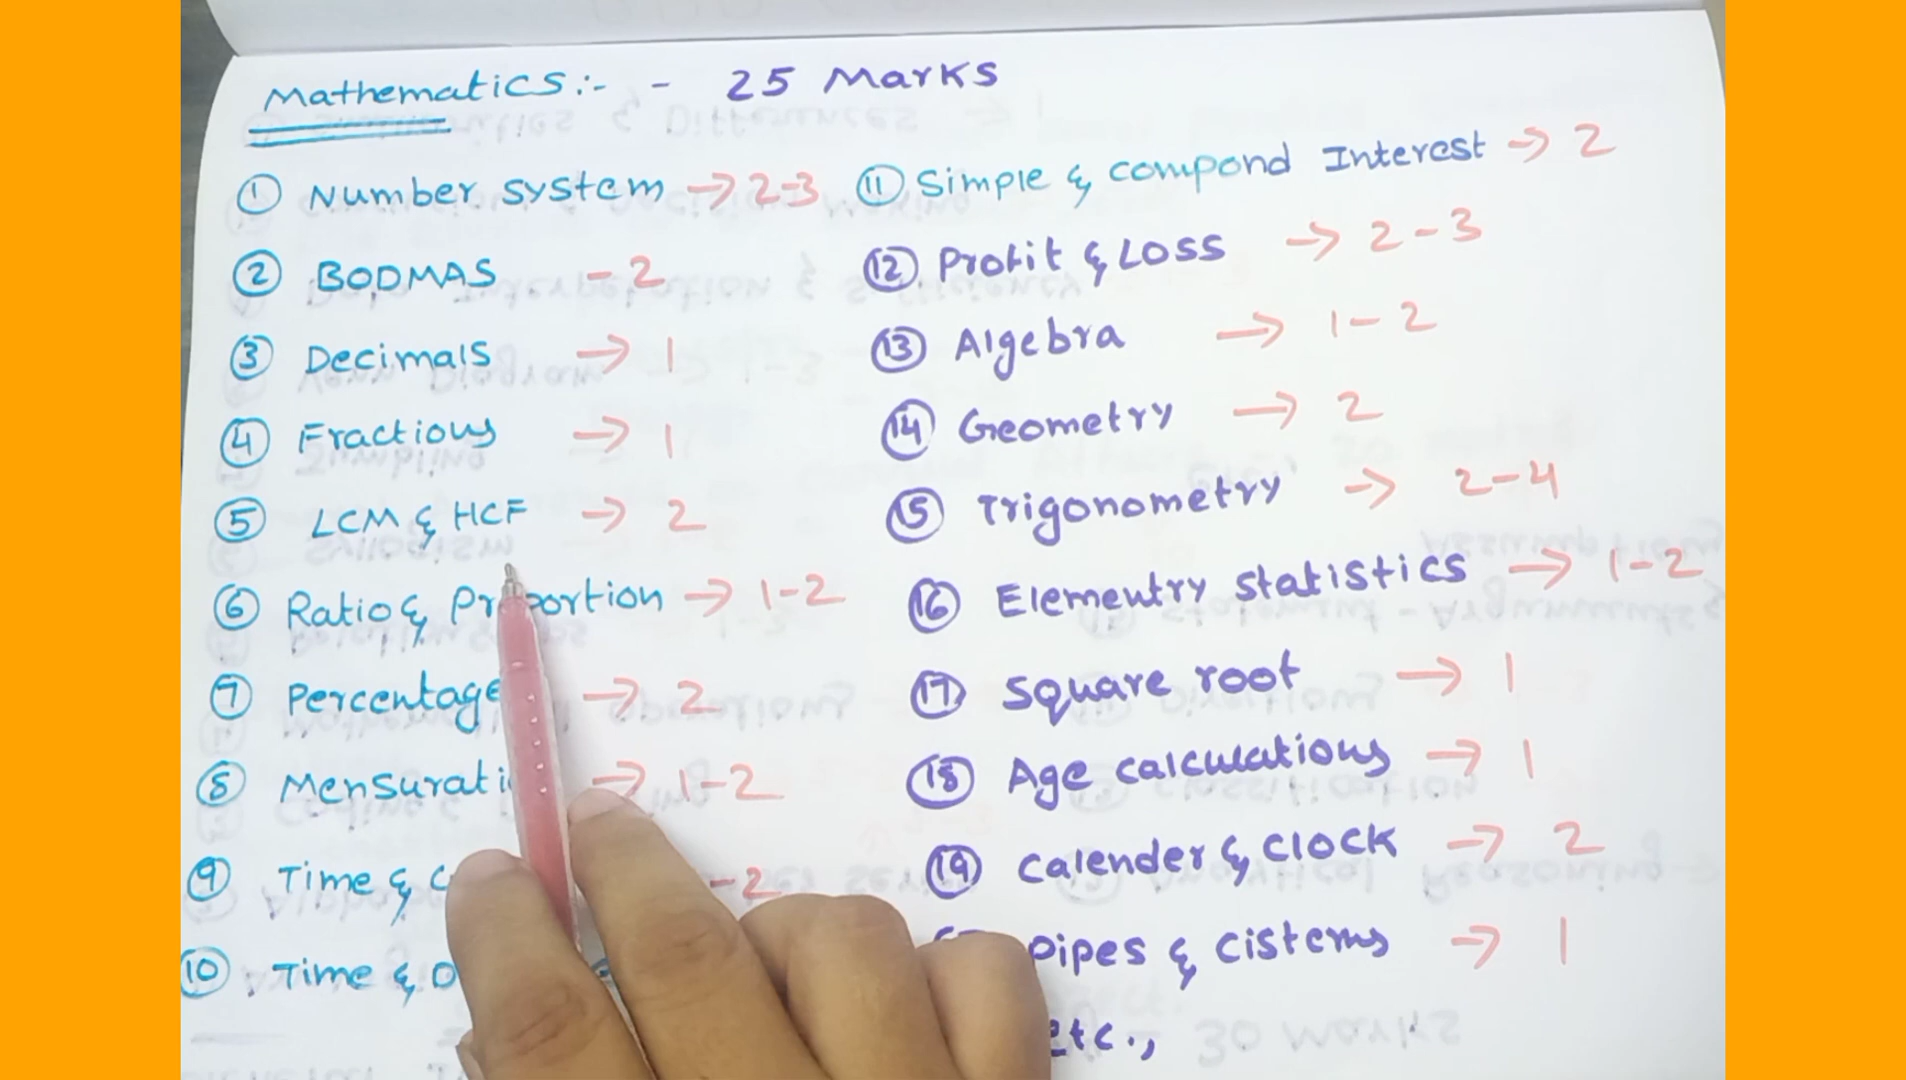 Mathematics:- - 25 Marks
① Number system → 2-3
② BODMAS - 2
③ Decimals → 1
④ Fractions → 1
⑤ LCM & HCF → 2
⑥ Ratio & Proportion → 1-2
⑦ Percentage → 2
⑧ Mensurati → 1-2
⑨ Time & -2
⑩ Time &
⑪ Simple & compond Interest → 2
⑫ Profit & Loss → 2-3
⑬ Algebra → 1-2
⑭ Geometry → 2
⑮ Trigonometry → 2-4
⑯ Elementry statistics → 1-2
⑰ Square root → 1
⑱ Age calculations → 1
⑲ Calender & Clock → 2
Pipes & Cisterns → 1
Etc.,